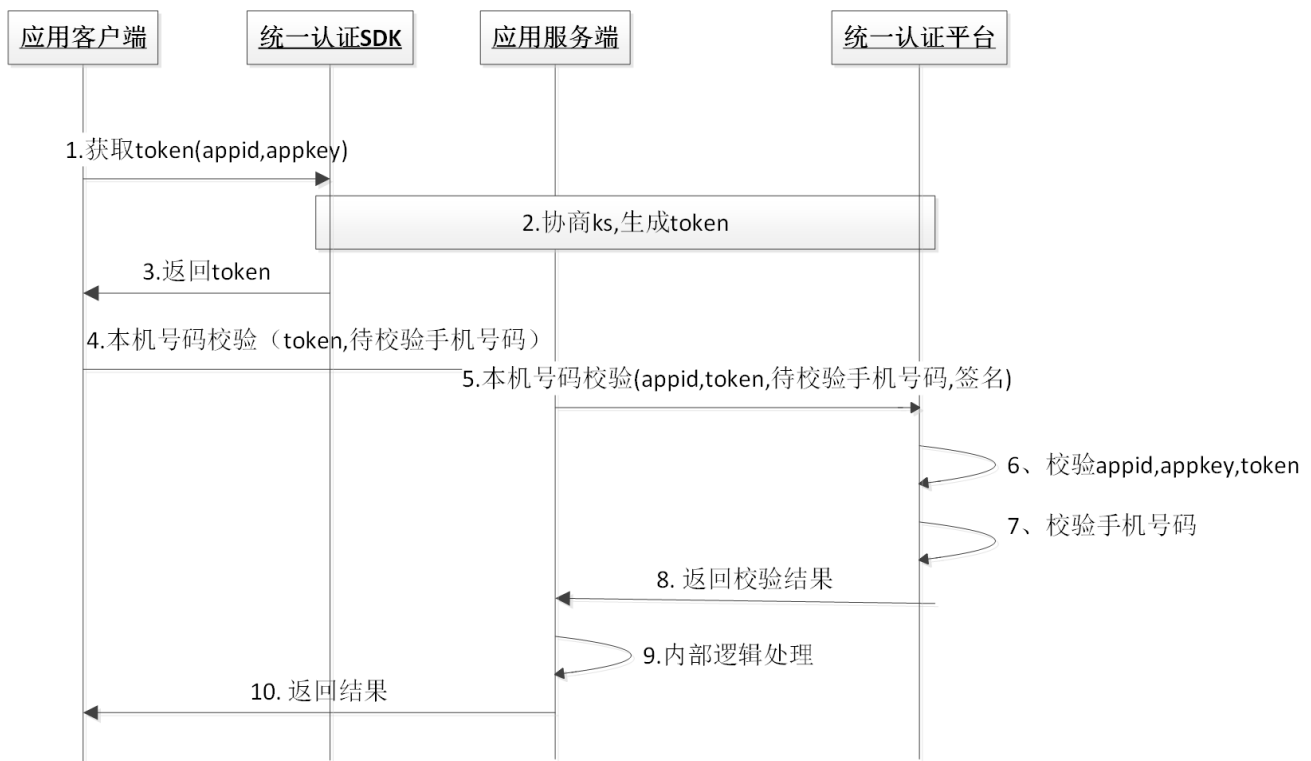 应用客户端
统一认证SDK
应用服务端
统一认证平台
1.获取token(appid,appkey)
2.协商ks,生成token
3.返回token
4.本机号码校验（token,待校验手机号码）
5.本机号码校验(appid,token,待校验手机号码,签名)
6、校验appid,appkey,token
7、校验手机号码
8. 返回校验结果
9.内部逻辑处理
10. 返回结果